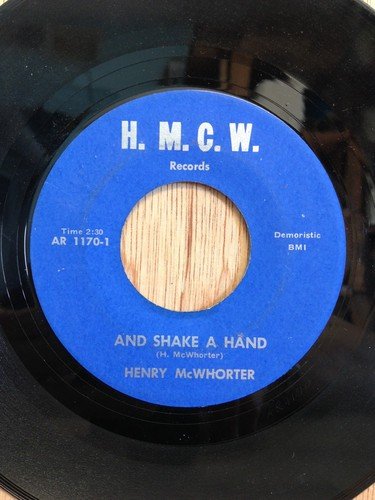 H. M. C. W.
Records
Time 2:30
AR 1170-1
Demoristic
BMI
AND SHAKE A HAND
(H. McWhorter)
HENRY McWHORTER